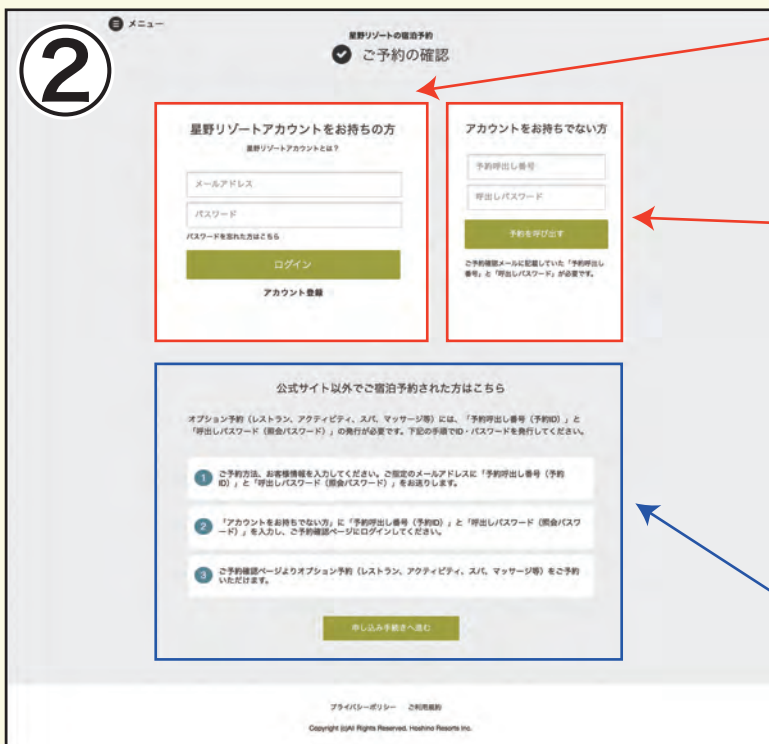 メニュー
②
星野リゾートの宿泊予約
ご予約の確認
星野リゾートアカウントをお持ちの方
星野リゾートアカウントとは？
メールアドレス
パスワード
パスワードを忘れた方はこちら
ログイン
アカウント登録
アカウントをお持ちでない方
予約呼出し番号
呼出しパスワード
予約を呼び出す
ご予約確認メールに記載していた「予約呼出し
番号」と「呼出しパスワード」が必要です。
公式サイト以外でご宿泊予約された方はこちら
オプション予約（レストラン、アクティビティ、スパ、マッサージ等）には、「予約呼出し番号（予約ID）」と
「呼出しパスワード（照会パスワード）」の発行が必要です。下記の手順でID・パスワードを発行してください。
1 ご予約方法、お客様情報を入力してください。ご指定のメールアドレスに「予約呼出し番号（予約
ID）」と「呼出しパスワード（照会パスワード）」をお送りします。
2 「アカウントをお持ちでない方」に「予約呼出し番号（予約ID）」と「呼出しパスワード（照会パスワ
ード）」を入力し、ご予約確認ページにログインしてください。
3 ご予約確認ページよりオプション予約（レストラン、アクティビティ、スパ、マッサージ等）をご予約
いただけます。
申し込み手続きへ進む
プライバシーポリシー ご利用規約
Copyright (c)All Rights Reserved. Hoshino Resorts Inc.